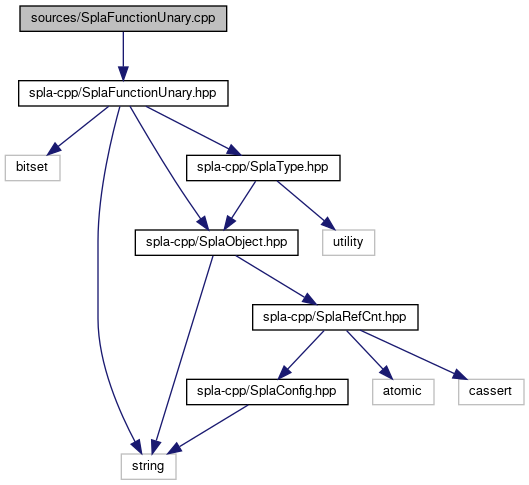 sources/SplaFunctionUnary.cpp
spla-cpp/SplaFunctionUnary.hpp
bitset
spla-cpp/SplaType.hpp
spla-cpp/SplaObject.hpp
utility
spla-cpp/SplaRefCnt.hpp
spla-cpp/SplaConfig.hpp
atomic
cassert
string